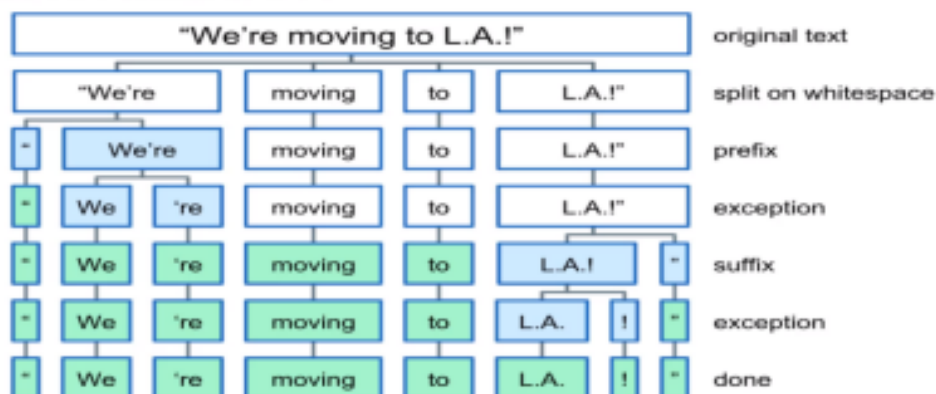 “We’re moving to L.A.!” original text
“We’re moving to L.A.!” split on whitespace
“ We’re moving to L.A.!” prefix
“ We ’re moving to L.A.!” exception
“ We ’re moving to L.A.! ” suffix
“ We ’re moving to L.A. ! ” exception
“ We ’re moving to L.A. ! ” done